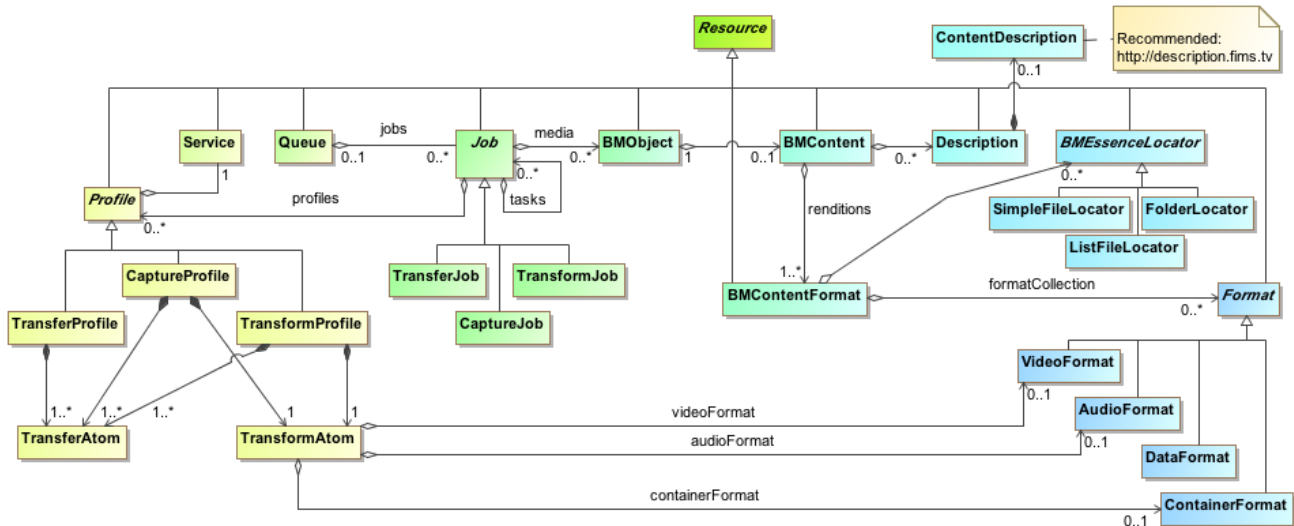 Resource
ContentDescription
Recommended:
http://description.fims.tv
0..1
Service
Queue
jobs
Job
media
BMObject
BMContent
Description
BMEssenceLocator
0..1
0..*
0..*
1
0..1
0..*
0..*
1
0..*
tasks
Profile
profiles
0..*
renditions
SimpleFileLocator
FolderLocator
ListFileLocator
CaptureProfile
TransferJob
TransformJob
1..*
BMContentFormat
formatCollection
Format
0..*
TransferProfile
TransformProfile
CaptureJob
VideoFormat
0..1
1..*
1..*
1..*
1
1
videoFormat
AudioFormat
TransferAtom
TransformAtom
audioFormat
0..1
DataFormat
containerFormat
ContainerFormat
0..1